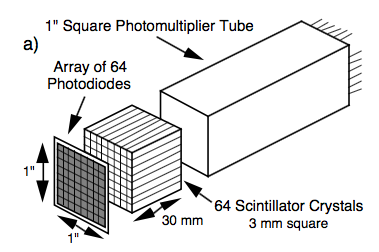 1" Square Photomultiplier Tube
a)
Array of 64
Photodiodes
1"
1"
30 mm
64 Scintillator Crystals
3 mm square